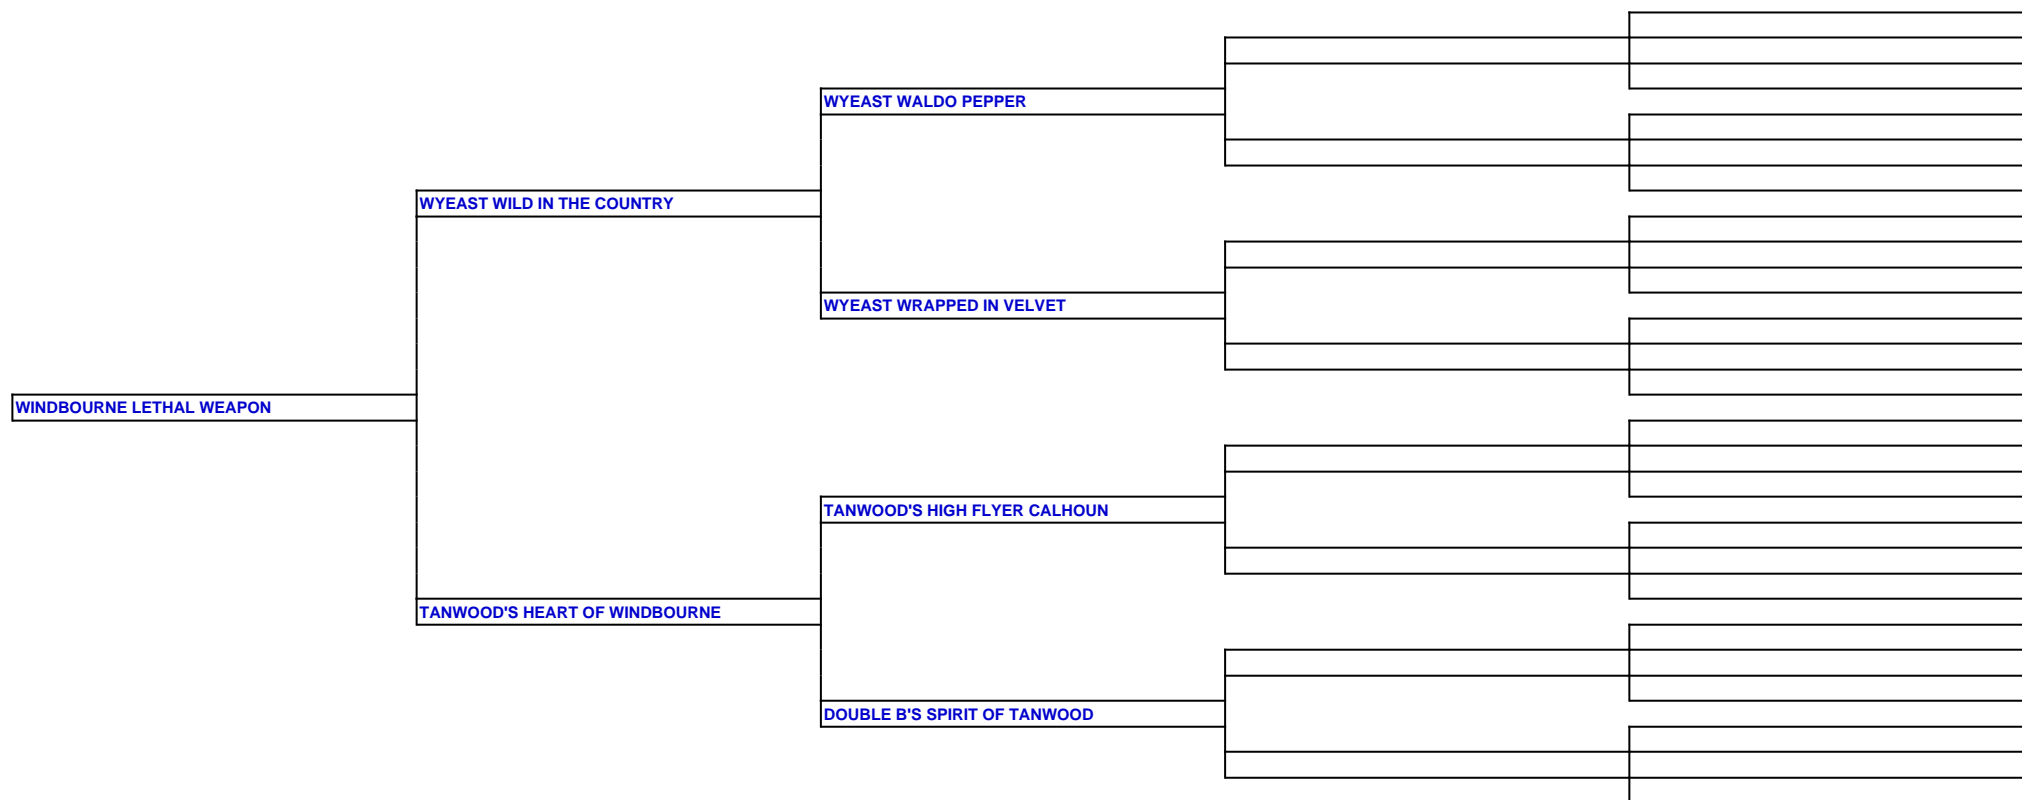 WYEAST WALDO PEPPER
WYEAST WILD IN THE COUNTRY
WYEAST WRAPPED IN VELVET
WINDBOURNE LETHAL WEAPON
TANWOOD'S HIGH FLYER CALHOUN
TANWOOD'S HEART OF WINDBOURNE
DOUBLE B'S SPIRIT OF TANWOOD